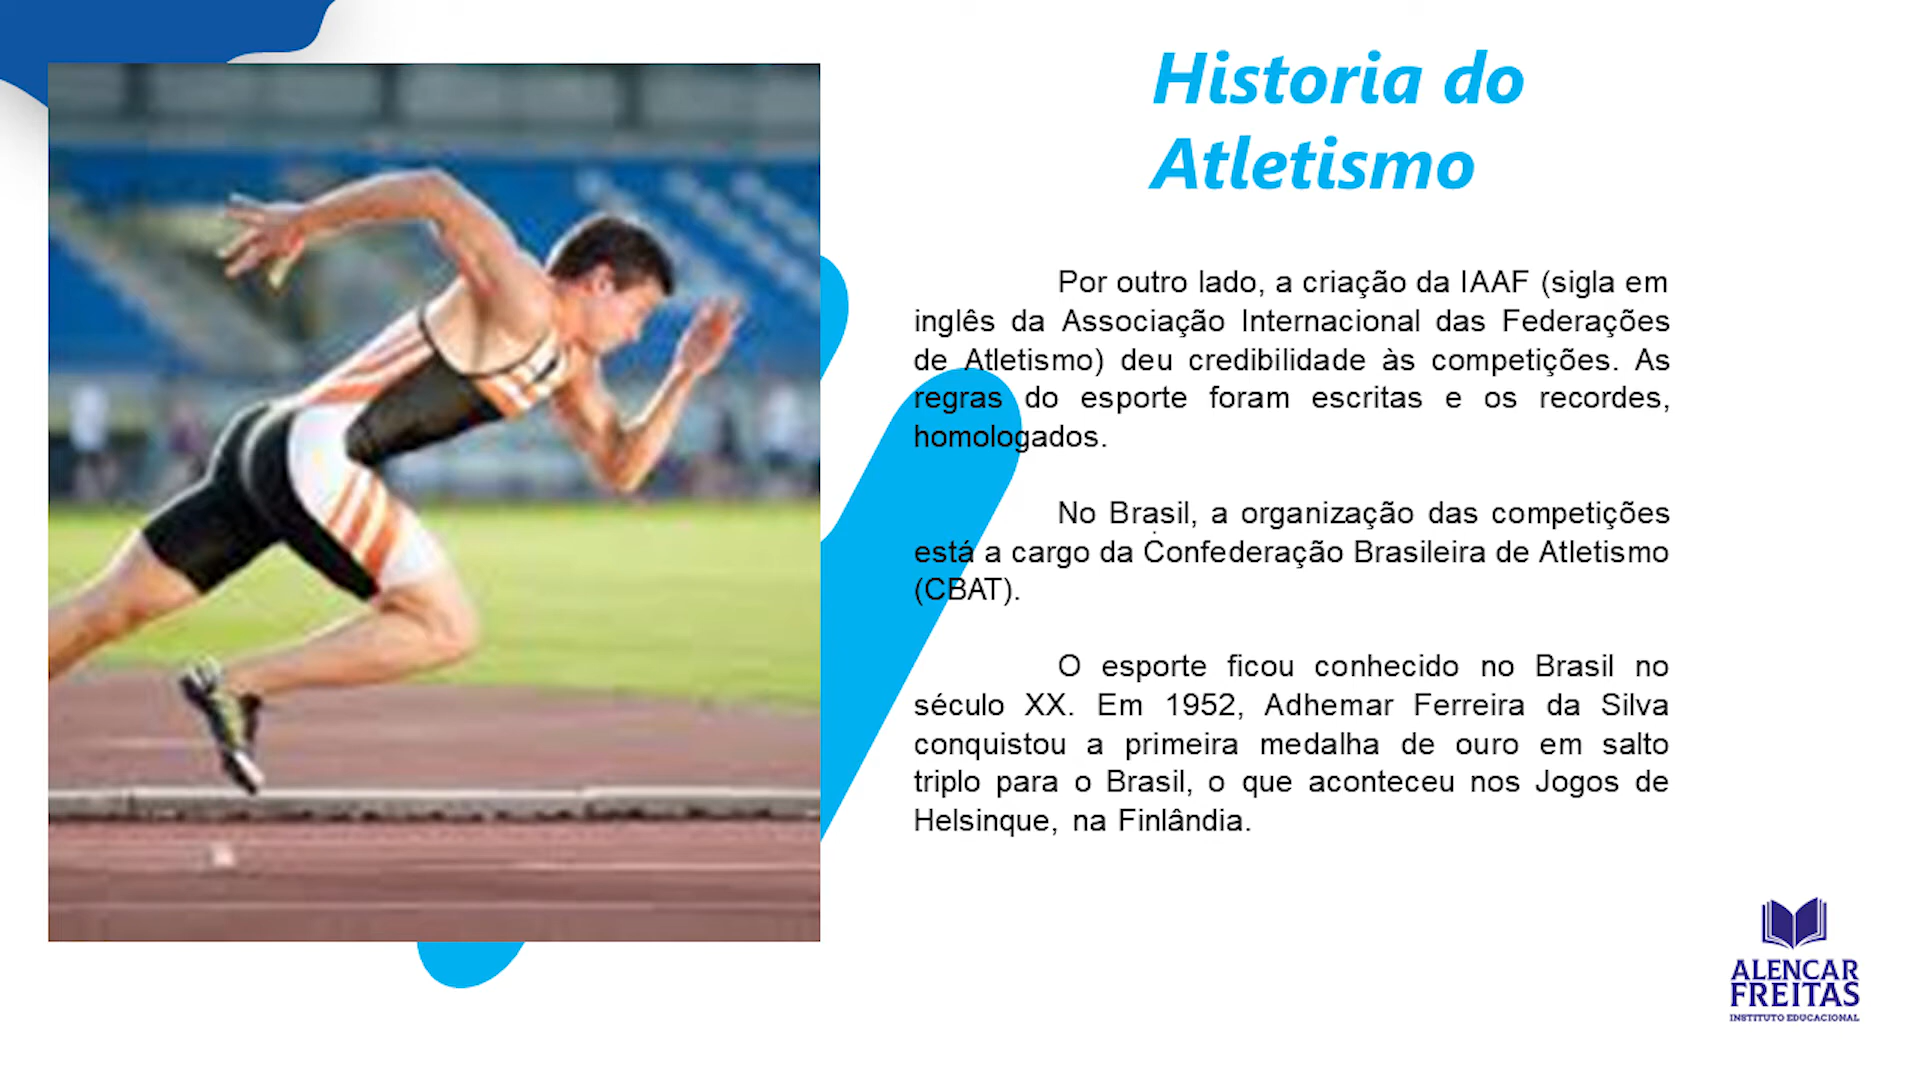 Historia do
Atletismo
Por outro lado, a criação da IAAF (sigla em
inglês da Associação Internacional das Federações
de Atletismo) deu credibilidade às competições. As
regras do esporte foram escritas e os recordes,
homologados.
No Brasil, a organização das competições
está a cargo da Confederação Brasileira de Atletismo
(CBAT).
O esporte ficou conhecido no Brasil no
século XX. Em 1952, Adhemar Ferreira da Silva
conquistou a primeira medalha de ouro em salto
triplo para o Brasil, o que aconteceu nos Jogos de
Helsinque, na Finlândia.
ALENCAR
FREITAS
INSTITUTO EDUCACIONAL